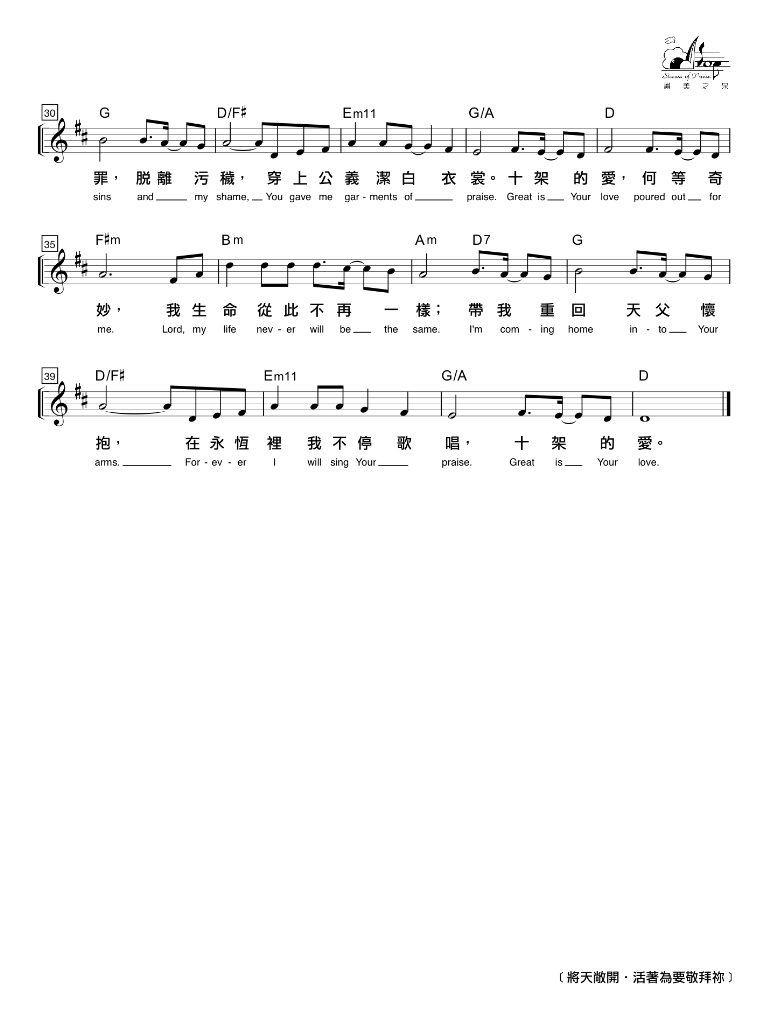 Stream of Praise
讚美之泉
30 G D/F♯ Em11 G/A D
罪， 脫離 污穢， 穿上公義潔白 衣裳。十架 的愛，何等 奇
sins and my shame, You gave me gar-ments of praise. Great is Your love poured out for
35 F♯m Bm Am D7 G
妙， 我生命從此不再 一樣；帶我 重回 天父 懷
me. Lord, my life nev-er will be the same. I'm com-ing home in-to Your
39 D/F♯ Em11 G/A D
抱， 在永恆裡 我不停歌 唱， 十架 的 愛。
arms. For-ev-er I will sing Your praise. Great is Your love.
〔將天敞開・活著為要敬拜祢〕